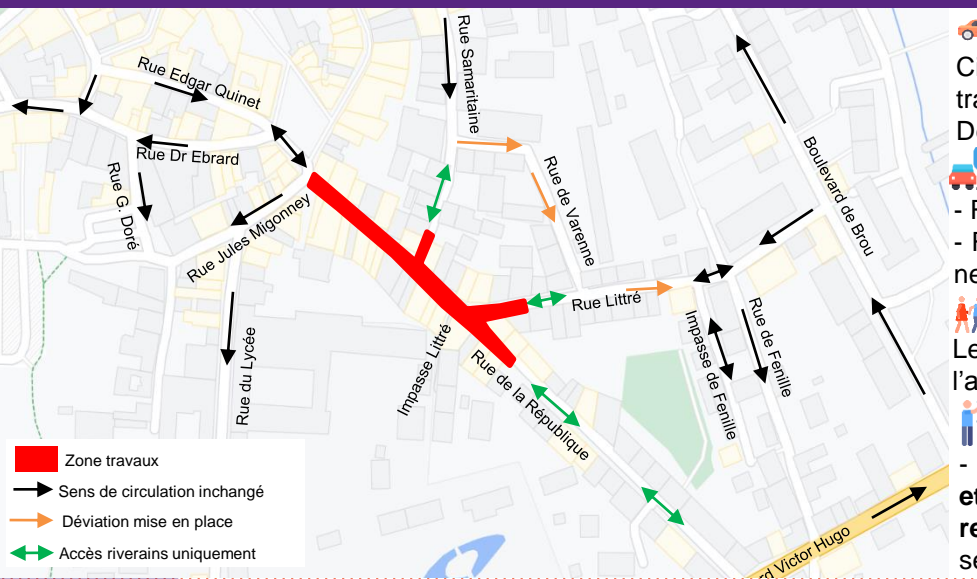 Rue Samaritaine
Rue Edgar Quinet
Rue Dr Ebrard
Rue G. Doré
Rue Jules Migonney
Rue du Lycée
Rue de Varenne
Boulevard de Brou
Rue Littré
Impasse Littré
Rue de la République
Impasse de Fenille
Rue de Fenille
rd Victor Hugo
Zone travaux
Sens de circulation inchangé
Déviation mise en place
Accès riverains uniquement
tra
-
-
ne
Le
l'a
-
et
re
se